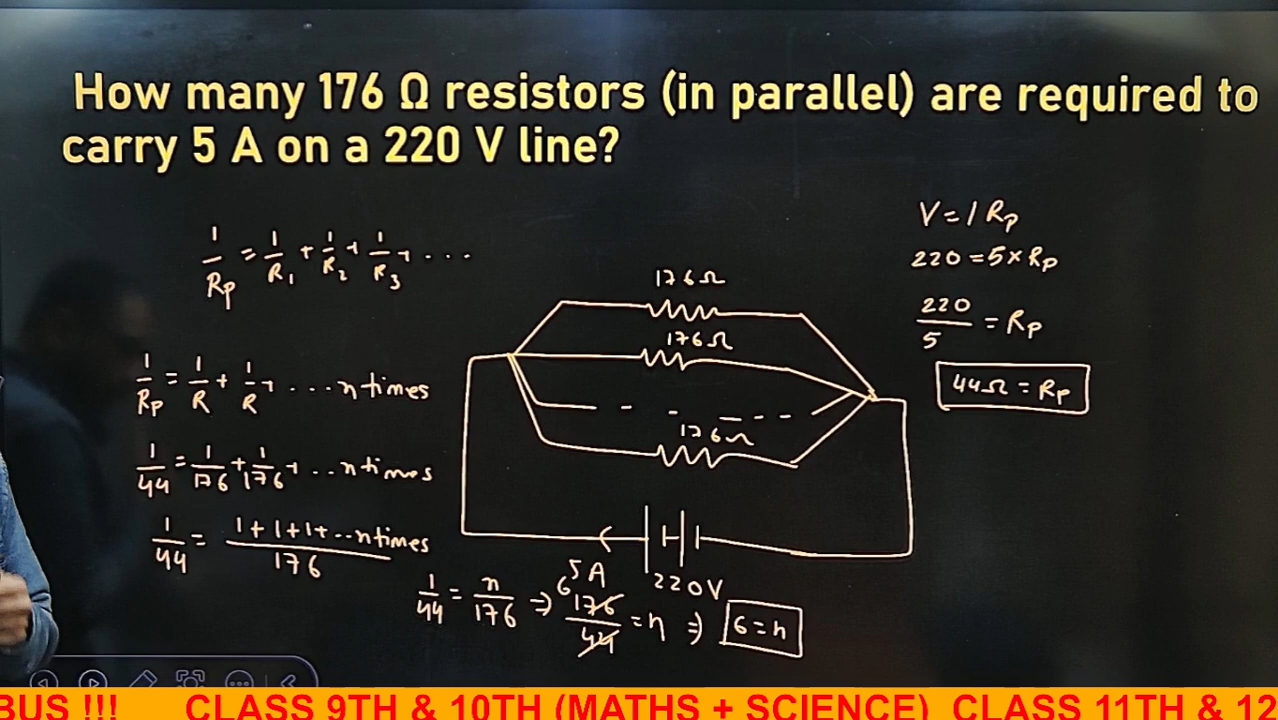 How many 176 Ω resistors (in parallel) are required to
carry 5 A on a 220 V line?
1/Rp = 1/R1 + 1/R2 + 1/R3 + ...
1/Rp = 1/R + 1/R + ... n times
1/44 = 1/176 + 1/176 + ... n times
1/44 = 1+1+1+...n times/176
1/44 = n/176 ⇒ 6 176/44 = n ⇒ 6 = n
176Ω
176Ω
176Ω
5A
220V
V = I Rp
220 = 5 × Rp
220/5 = Rp
44Ω = Rp
BUS !!! CLASS 9TH & 10TH (MATHS + SCIENCE) CLASS 11TH & 12